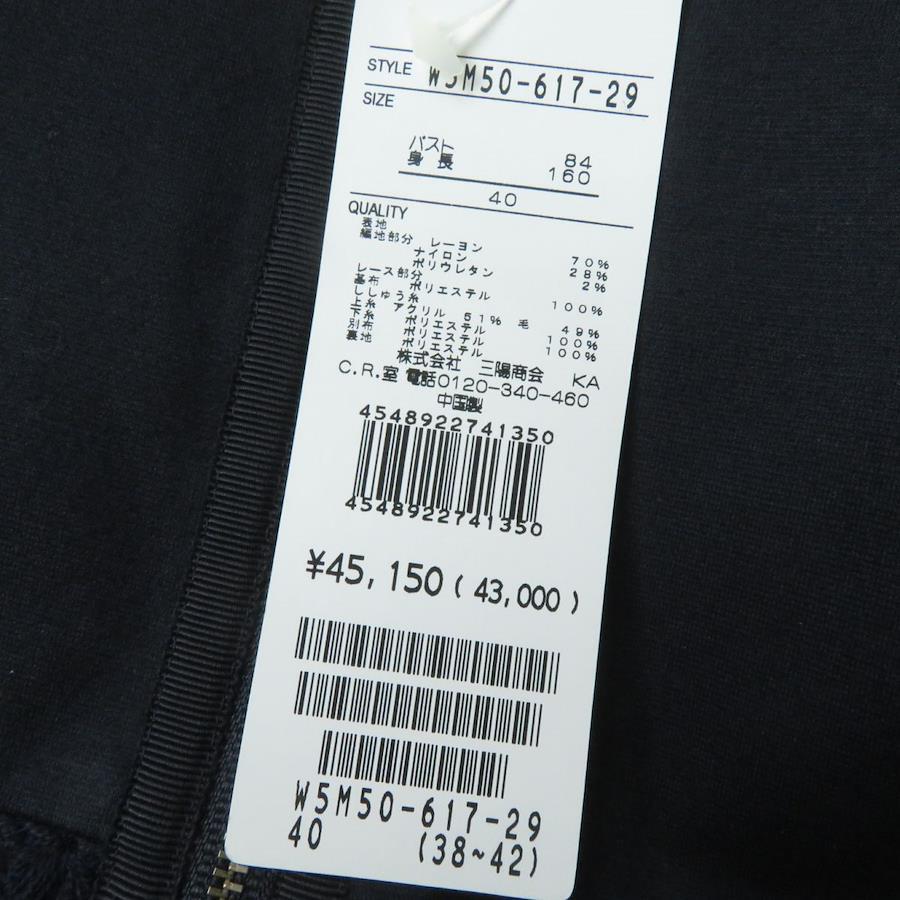 STYLE W5M50-617-29
SIZE
バスト 84
身長 160
40
QUALITY
表地
編地部分 レーヨン 70%
ナイロン 28%
ポリウレタン 2%
レース部分
基布 ポリエステル 100%
ししゅう糸
上糸 アクリル 51% 毛 49%
下糸 ポリエステル 100%
別布 ポリエステル 100%
裏地 ポリエステル
株式会社 三陽商会 KA
C.R.室 電話0120-340-460
中国製
4548922741350
4548922741350
¥45,150(43,000)
W5M50-617-29
40 (38~42)